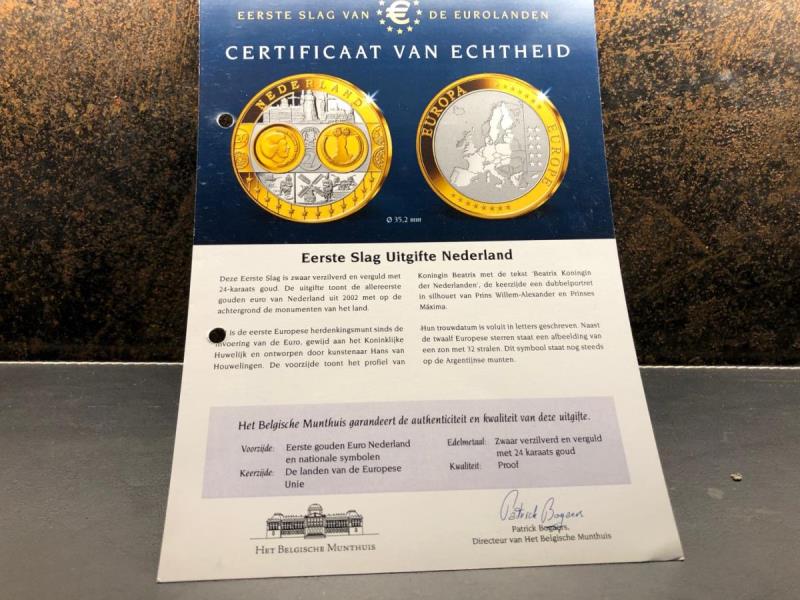 EERSTE SLAG VAN € DE EUROLANDEN
CERTIFICAAT VAN ECHTHEID
NEDERLAND
EUROPA
EUROPE
Ø 35,2 mm
Eerste Slag Uitgifte Nederland
Deze Eerste Slag is zwaar verzilverd en verguld met
24-karaats goud. De uitgifte toont de allereerste
gouden euro van Nederland uit 2002 met op de
achtergrond de monumenten van het land.
is de eerste Europese herdenkingsmunt sinds de
invoering van de Euro, gewijd aan het Koninklijke
Huwelijk en ontworpen door kunstenaar Hans van
Houwelingen. De voorzijde toont het profiel van
Koningin Beatrix met de tekst 'Beatrix Koningin
der Nederlanden', de keerzijde een dubbelportret
in silhouet van Prins Willem-Alexander en Prinses
Máxima.
Hun trouwdatum is voluit in letters geschreven. Naast
de twaalf Europese sterren staat een afbeelding van
een zon met 32 stralen. Dit symbool staat nog steeds
op de Argentijnse munten.
Het Belgische Munthuis garandeert de authenticiteit en kwaliteit van deze uitgifte.
Voorzijde: Eerste gouden Euro Nederland
en nationale symbolen
Keerzijde: De landen van de Europese
Unie
Edelmetaal: Zwaar verzilverd en verguld
met 24 karaats goud
Kwaliteit: Proof
HET BELGISCHE MUNTHUIS
Patrick Bogaers
Patrick Bogaers,
Directeur van Het Belgische Munthuis